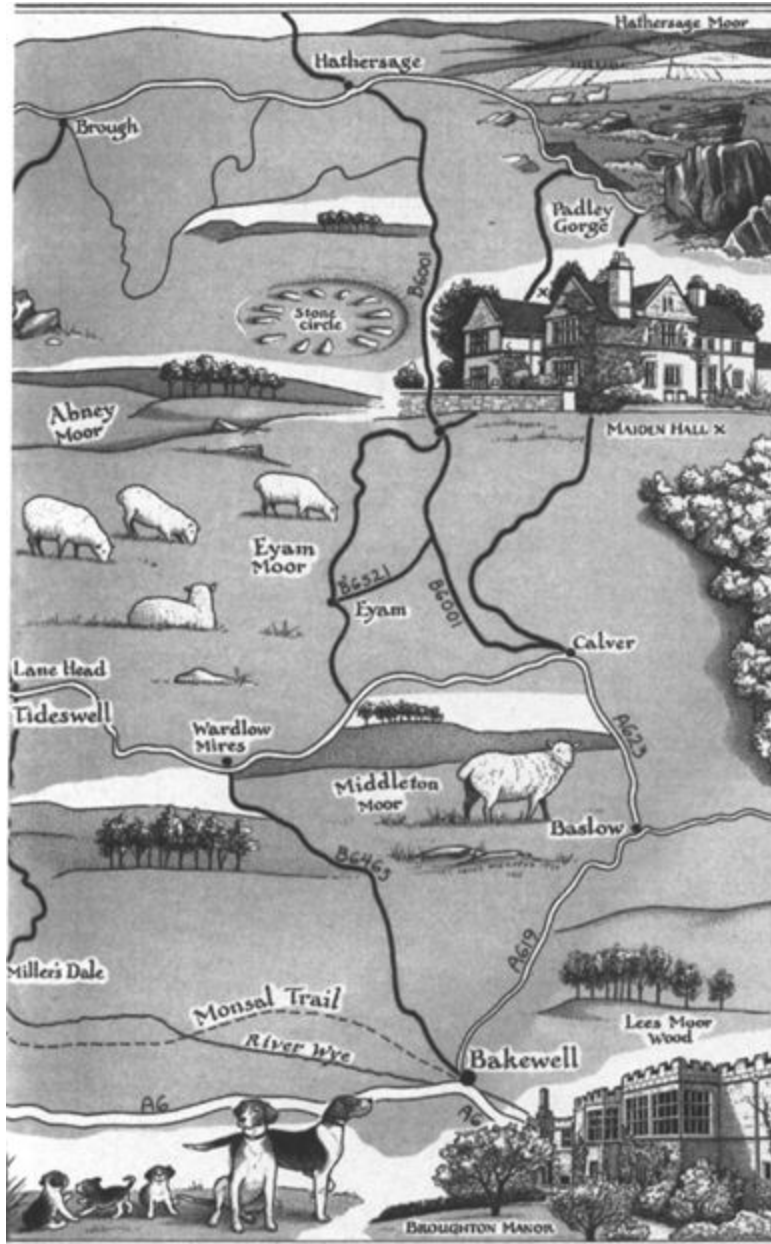 Hathersage Moor
Hathersage
Brough
Padley
Gorge
B6001
Stone
circle
Abney
Moor
MAIDEN HALL x
Eyam
Moor
B6521
Eyam
B6001
Calver
Lane Head
Tideswell
Wardlow
Mires
A623
Middleton
Moor
Baslow
B6465
A619
Miller's Dale
Monsal Trail
River Wye
Lees Moor
Wood
Bakewell
A6
A6
BROUGHTON MANOR